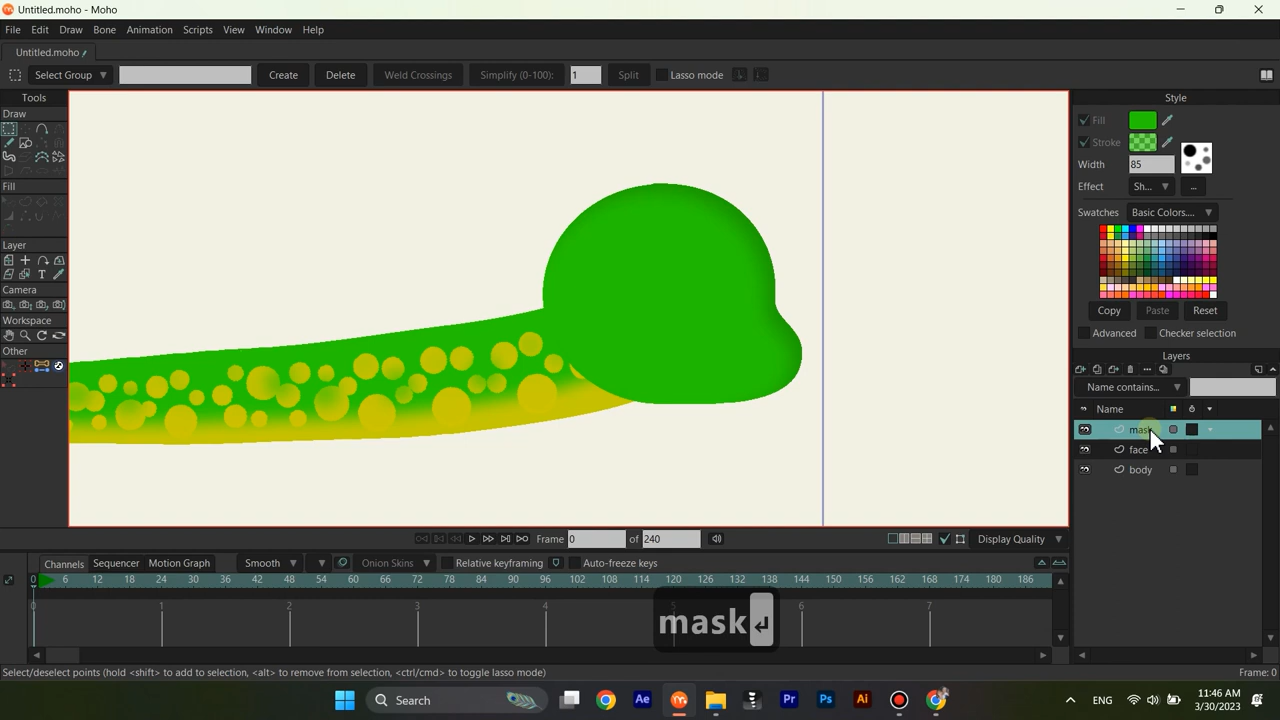 Untitled.moho - Moho
File Edit Draw Bone Animation Scripts View Window Help
Untitled.moho
Select Group Create Delete Weld Crossings Simplify (0-100): 1 Split Lasso mode
Tools
Draw
Fill
Layer
Camera
Workspace
Other
Style
Fill
Stroke
Width 85
Effect Sh... ...
Swatches Basic Colors....
Copy Paste Reset
Advanced Checker selection
Layers
Name contains...
Name
mask
face
body
Frame 0 of 240 Display Quality
Channels Sequencer Motion Graph Smooth Onion Skins Relative keyframing Auto-freeze keys
0 6 12 18 24 30 36 42 48 54 60 66 72 78 84 90 96 102 108 114 120 126 132 138 144 150 156 162 168 174 180 186
0 1 2 3 4 5 6 7
mask
Select/deselect points (hold <shift> to add to selection, <alt> to remove from selection, <ctrl/cmd> to toggle lasso mode) Frame: 0
Search Ae Pr Ps Ai ENG 11:46 AM
3/30/2023